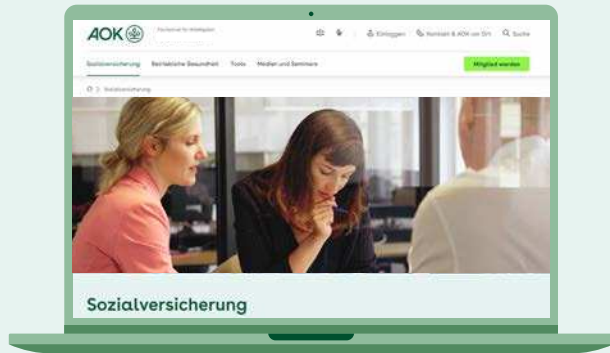 AOK
Fachportal für Arbeitgeber
Einloggen
Kontakt & AOK vor Ort
Suche
Sozialversicherung
Betriebliche Gesundheit
Tools
Medien und Seminare
Mitglied werden
Sozialversicherung
Sozialversicherung